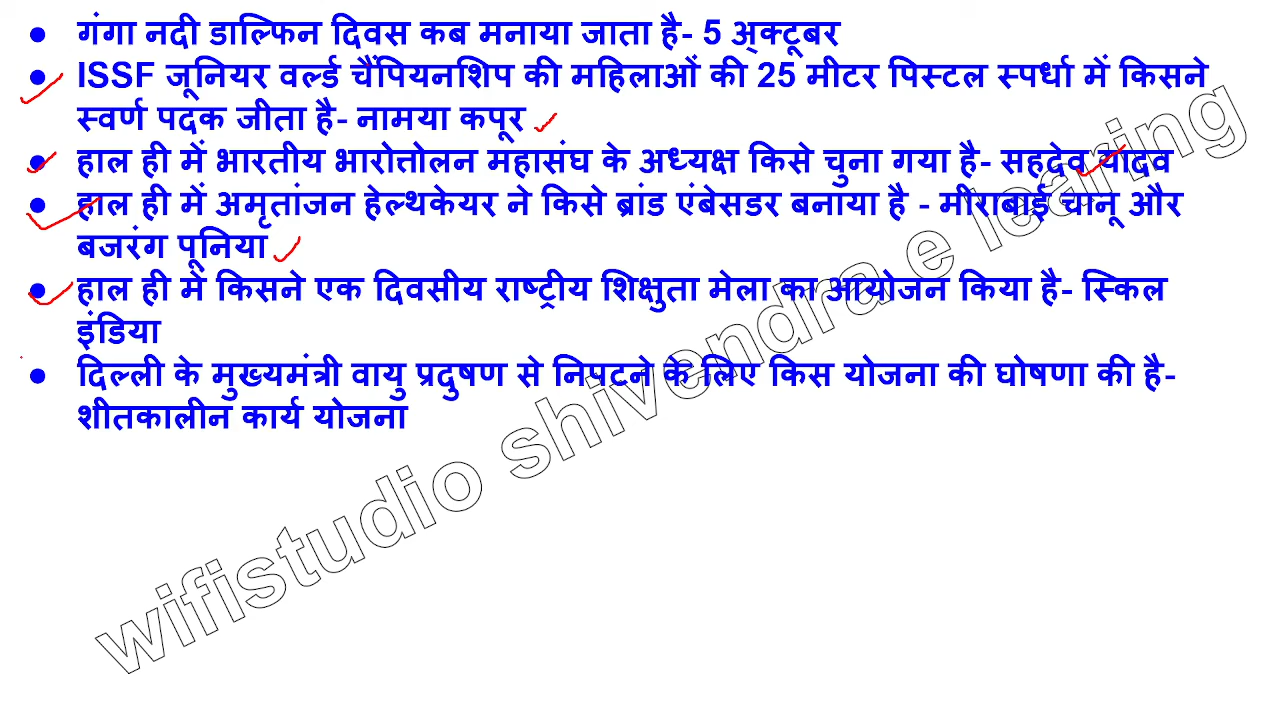 ● गंगा नदी डाल्फिन दिवस कब मनाया जाता है- 5 अ्क्टूबर
● ISSF जूनियर वर्ल्ड चैंपियनशिप की महिलाओं की 25 मीटर पिस्टल स्पर्धा में किसने
स्वर्ण पदक जीता है- नामया कपूर
● हाल ही में भारतीय भारोत्तोलन महासंघ के अध्यक्ष किसे चुना गया है- सहदेव यादव
● हाल ही में अमृतांजन हेल्थकेयर ने किसे ब्रांड एंबेसडर बनाया है - मीराबाई चानू और
बजरंग पूनिया
● हाल ही में किसने एक दिवसीय राष्ट्रीय शिक्षुता मेला का आयोजन किया है- स्किल
इंडिया
● दिल्ली के मुख्यमंत्री वायु प्रदुषण से निपटने के लिए किस योजना की घोषणा की है-
शीतकालीन कार्य योजना
wifistudio shivendra e learing